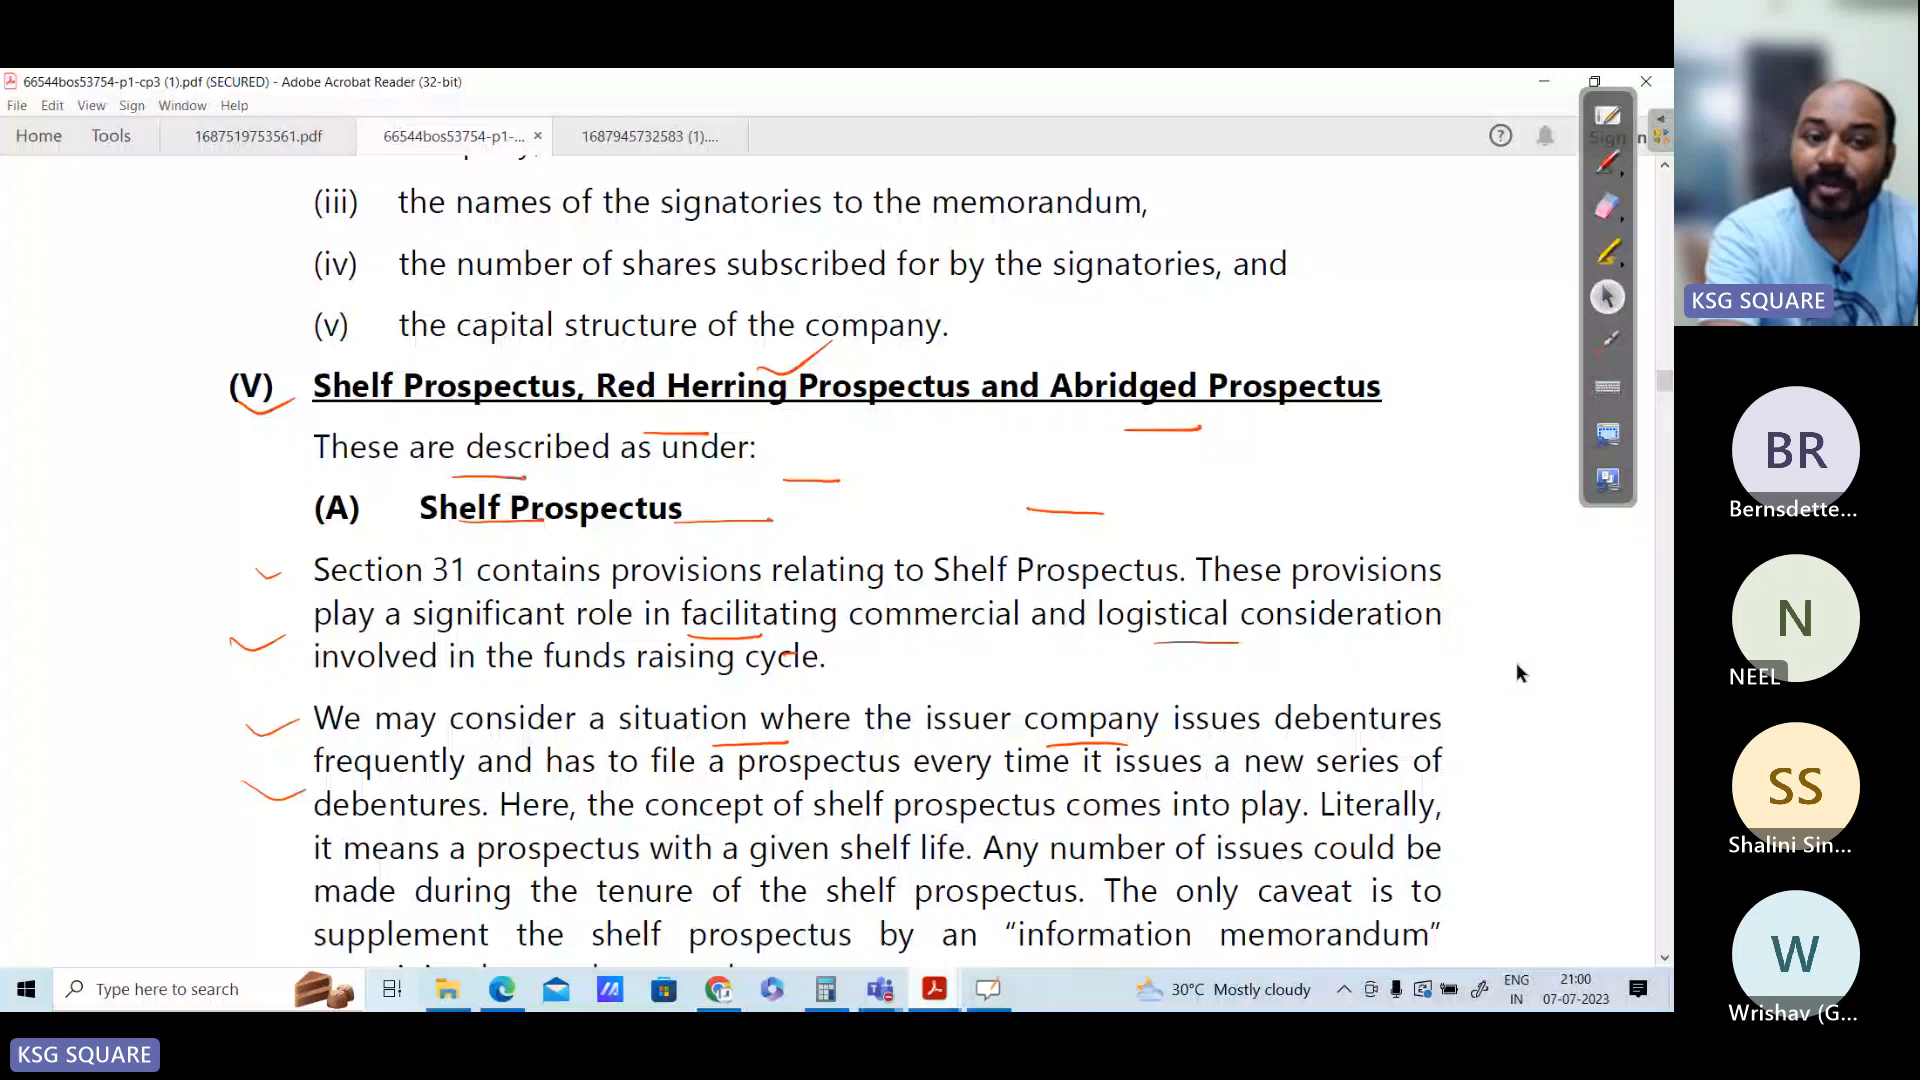 66544bos53754-p1-cp3 (1).pdf (SECURED) - Adobe Acrobat Reader (32-bit)
File Edit View Sign Window Help
Home Tools 1687519753561.pdf 66544bos53754-p1-... × 1687945732583 (1)....
(iii) the names of the signatories to the memorandum,
(iv) the number of shares subscribed for by the signatories, and
(v) the capital structure of the company.
(V) Shelf Prospectus, Red Herring Prospectus and Abridged Prospectus
These are described as under:
(A) Shelf Prospectus
Section 31 contains provisions relating to Shelf Prospectus. These provisions
play a significant role in facilitating commercial and logistical consideration
involved in the funds raising cycle.
We may consider a situation where the issuer company issues debentures
frequently and has to file a prospectus every time it issues a new series of
debentures. Here, the concept of shelf prospectus comes into play. Literally,
it means a prospectus with a given shelf life. Any number of issues could be
made during the tenure of the shelf prospectus. The only caveat is to
supplement the shelf prospectus by an “information memorandum”
Type here to search
30°C Mostly cloudy
ENG
IN
21:00
07-07-2023
KSG SQUARE
BR
Bernsdette...
N
NEEL
SS
Shalini Sin...
W
Wrishav (G...
KSG SQUARE